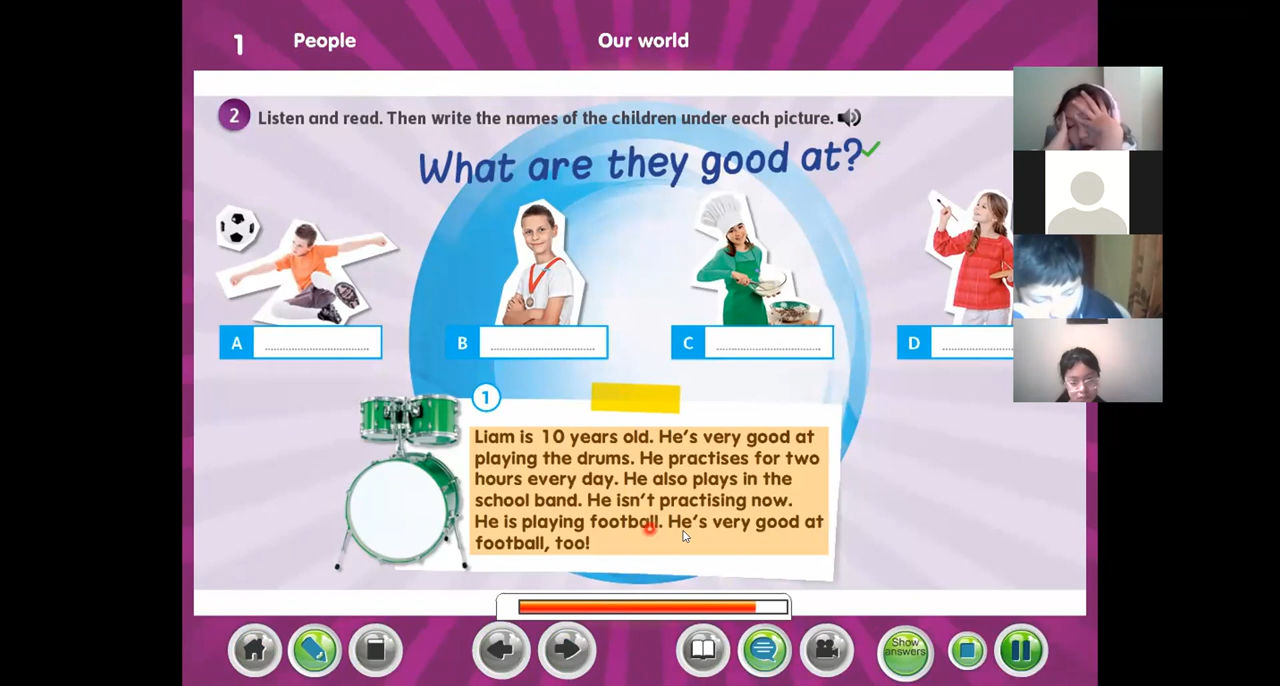 1 People Our world
2 Listen and read. Then write the names of the children under each picture.
What are they good at?
A B C D
1
Liam is 10 years old. He's very good at
playing the drums. He practises for two
hours every day. He also plays in the
school band. He isn't practising now.
He is playing football. He's very good at
football, too!
Show
answers